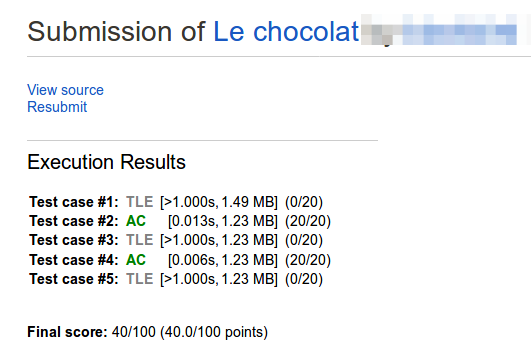 Submission of Le chocolat
View source
Resubmit
Execution Results
Test case #1: TLE [>1.000s, 1.49 MB] (0/20)
Test case #2: AC [0.013s, 1.23 MB] (20/20)
Test case #3: TLE [>1.000s, 1.23 MB] (0/20)
Test case #4: AC [0.006s, 1.23 MB] (20/20)
Test case #5: TLE [>1.000s, 1.23 MB] (0/20)
Final score: 40/100 (40.0/100 points)